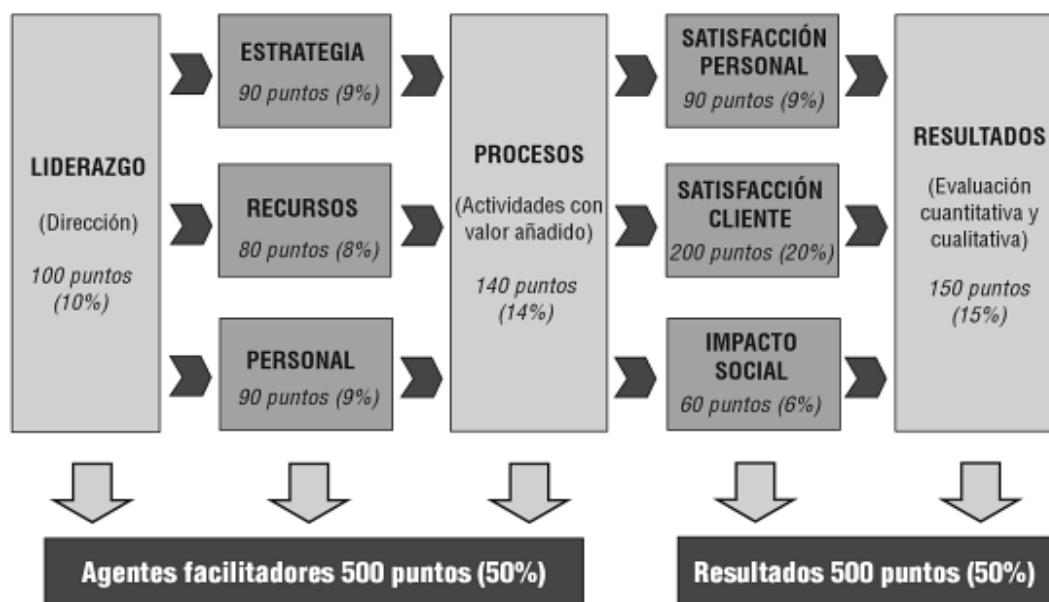 LIDERAZGO
(Dirección)
100 puntos
(10%)
ESTRATEGIA
90 puntos (9%)
RECURSOS
80 puntos (8%)
PERSONAL
90 puntos (9%)
PROCESOS
(Actividades con
valor añadido)
140 puntos
(14%)
SATISFACCIÓN
PERSONAL
90 puntos (9%)
SATISFACCIÓN
CLIENTE
200 puntos (20%)
IMPACTO
SOCIAL
60 puntos (6%)
RESULTADOS
(Evaluación
cuantitativa y
cualitativa)
150 puntos
(15%)
Agentes facilitadores 500 puntos (50%)
Resultados 500 puntos (50%)